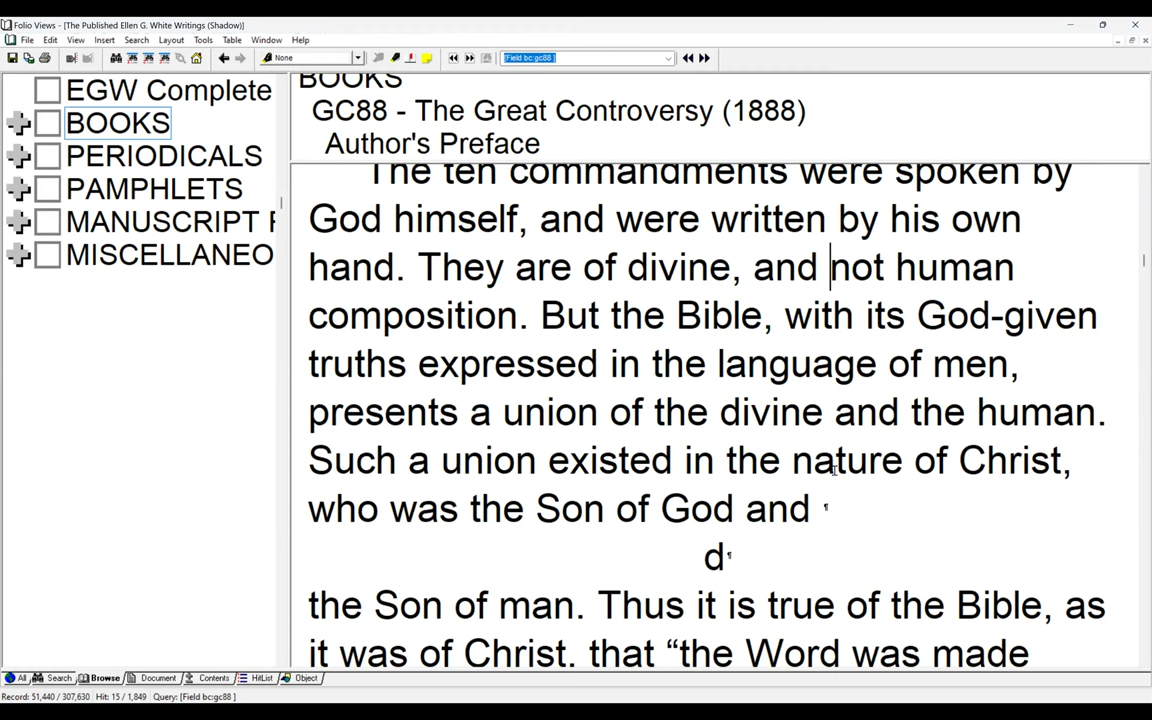 Folio Views - [The Published Ellen G. White Writings (Shadow)]
File Edit View Insert Search Layout Tools Table Window Help
None
[Field bc:gc88 ]
EGW Complete
BOOKS
PERIODICALS
PAMPHLETS
MANUSCRIPT
MISCELLANEO
BOOKS
GC88 - The Great Controversy (1888)
Author's Preface
The ten commandments were spoken by
God himself, and were written by his own
hand. They are of divine, and not human
composition. But the Bible, with its God-given
truths expressed in the language of men,
presents a union of the divine and the human.
Such a union existed in the nature of Christ,
who was the Son of God and ¶
d¶
the Son of man. Thus it is true of the Bible, as
it was of Christ, that “the Word was made
All Search Browse Document Contents HitList Object
Record: 51,440 / 307,630 Hit: 15 / 1,849 Query: [Field bc:gc88 ]